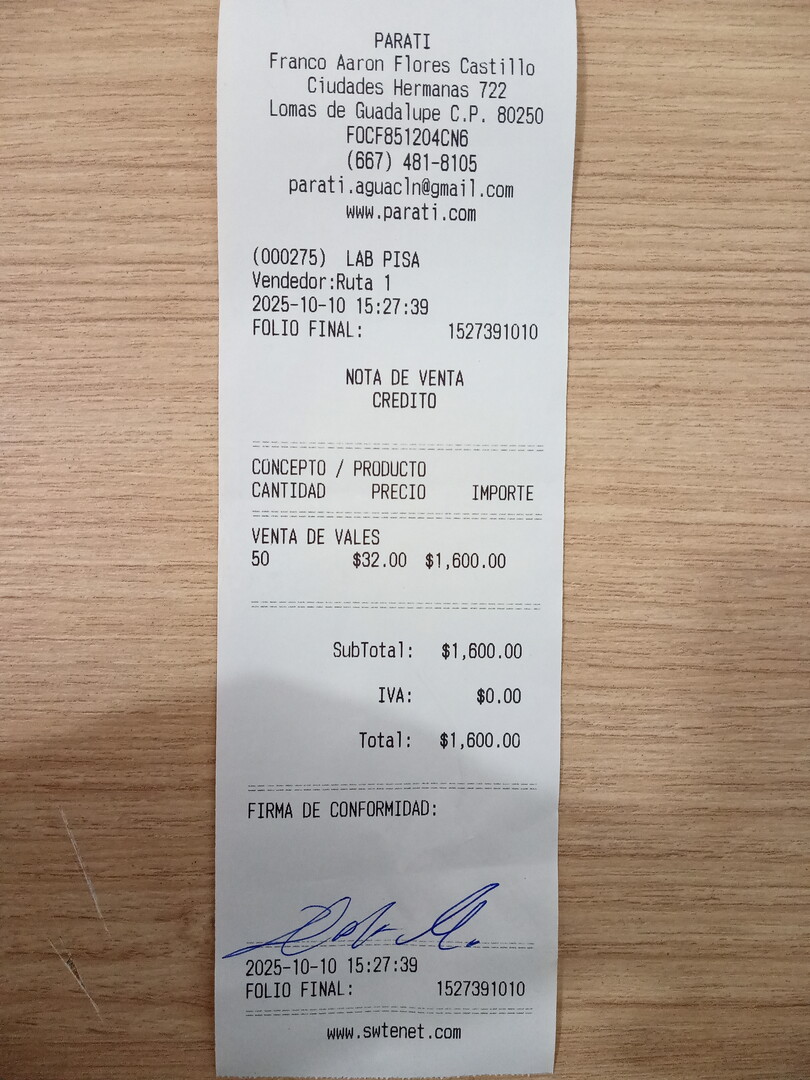 PARATI
Franco Aaron Flores Castillo
Ciudades Hermanas 722
Lomas de Guadalupe C.P. 80250
FOCF851204CN6
(667) 481-8105
parati.aguacln@gmail.com
www.parati.com
(000275) LAB PISA
Vendedor:Ruta 1
2025-10-10 15:27:39
FOLIO FINAL: 1527391010
NOTA DE VENTA
CREDITO
CONCEPTO / PRODUCTO
CANTIDAD PRECIO IMPORTE
VENTA DE VALES
50 $32.00 $1,600.00
SubTotal: $1,600.00
IVA: $0.00
Total: $1,600.00
FIRMA DE CONFORMIDAD:
2025-10-10 15:27:39
FOLIO FINAL: 1527391010
www.swtenet.com